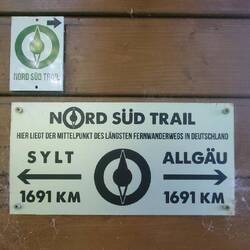 NORD SÜD TRAIL
NORD SÜD TRAIL
HIER LIEGT DER MITTELPUNKT DES LÄNGSTEN FERNWANDERWEGS IN DEUTSCHLAND
SYLT ALLGÄU
1691 KM 1691 KM